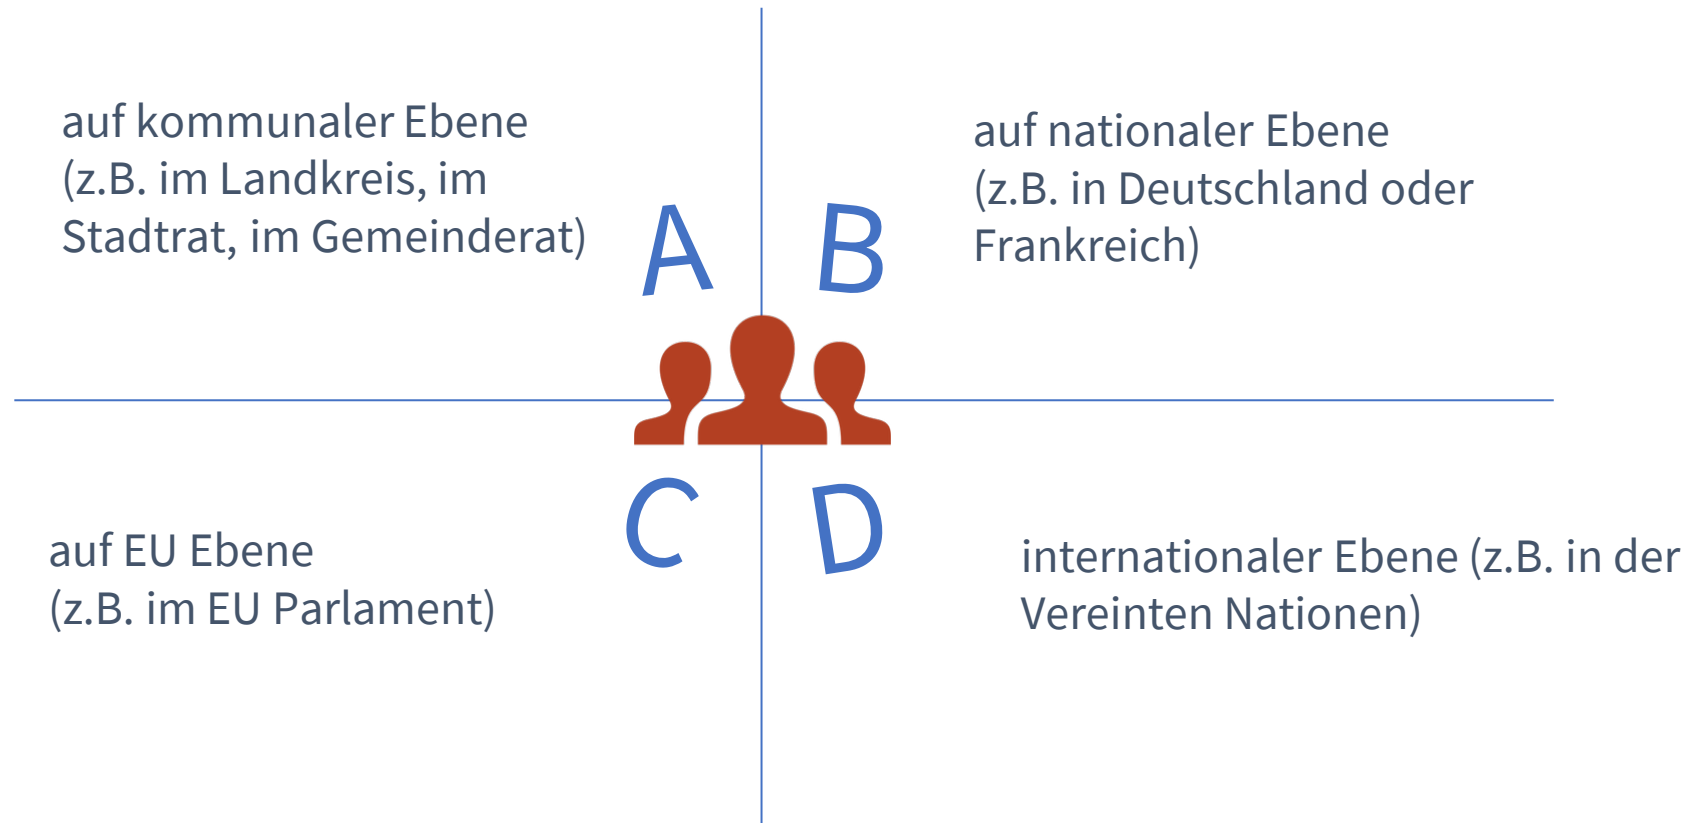 auf kommunaler Ebene
(z.B. im Landkreis, im
Stadtrat, im Gemeinderat)
A
B
auf nationaler Ebene
(z.B. in Deutschland oder
Frankreich)
C
auf EU Ebene
(z.B. im EU Parlament)
D
internationaler Ebene (z.B. in der
Vereinten Nationen)